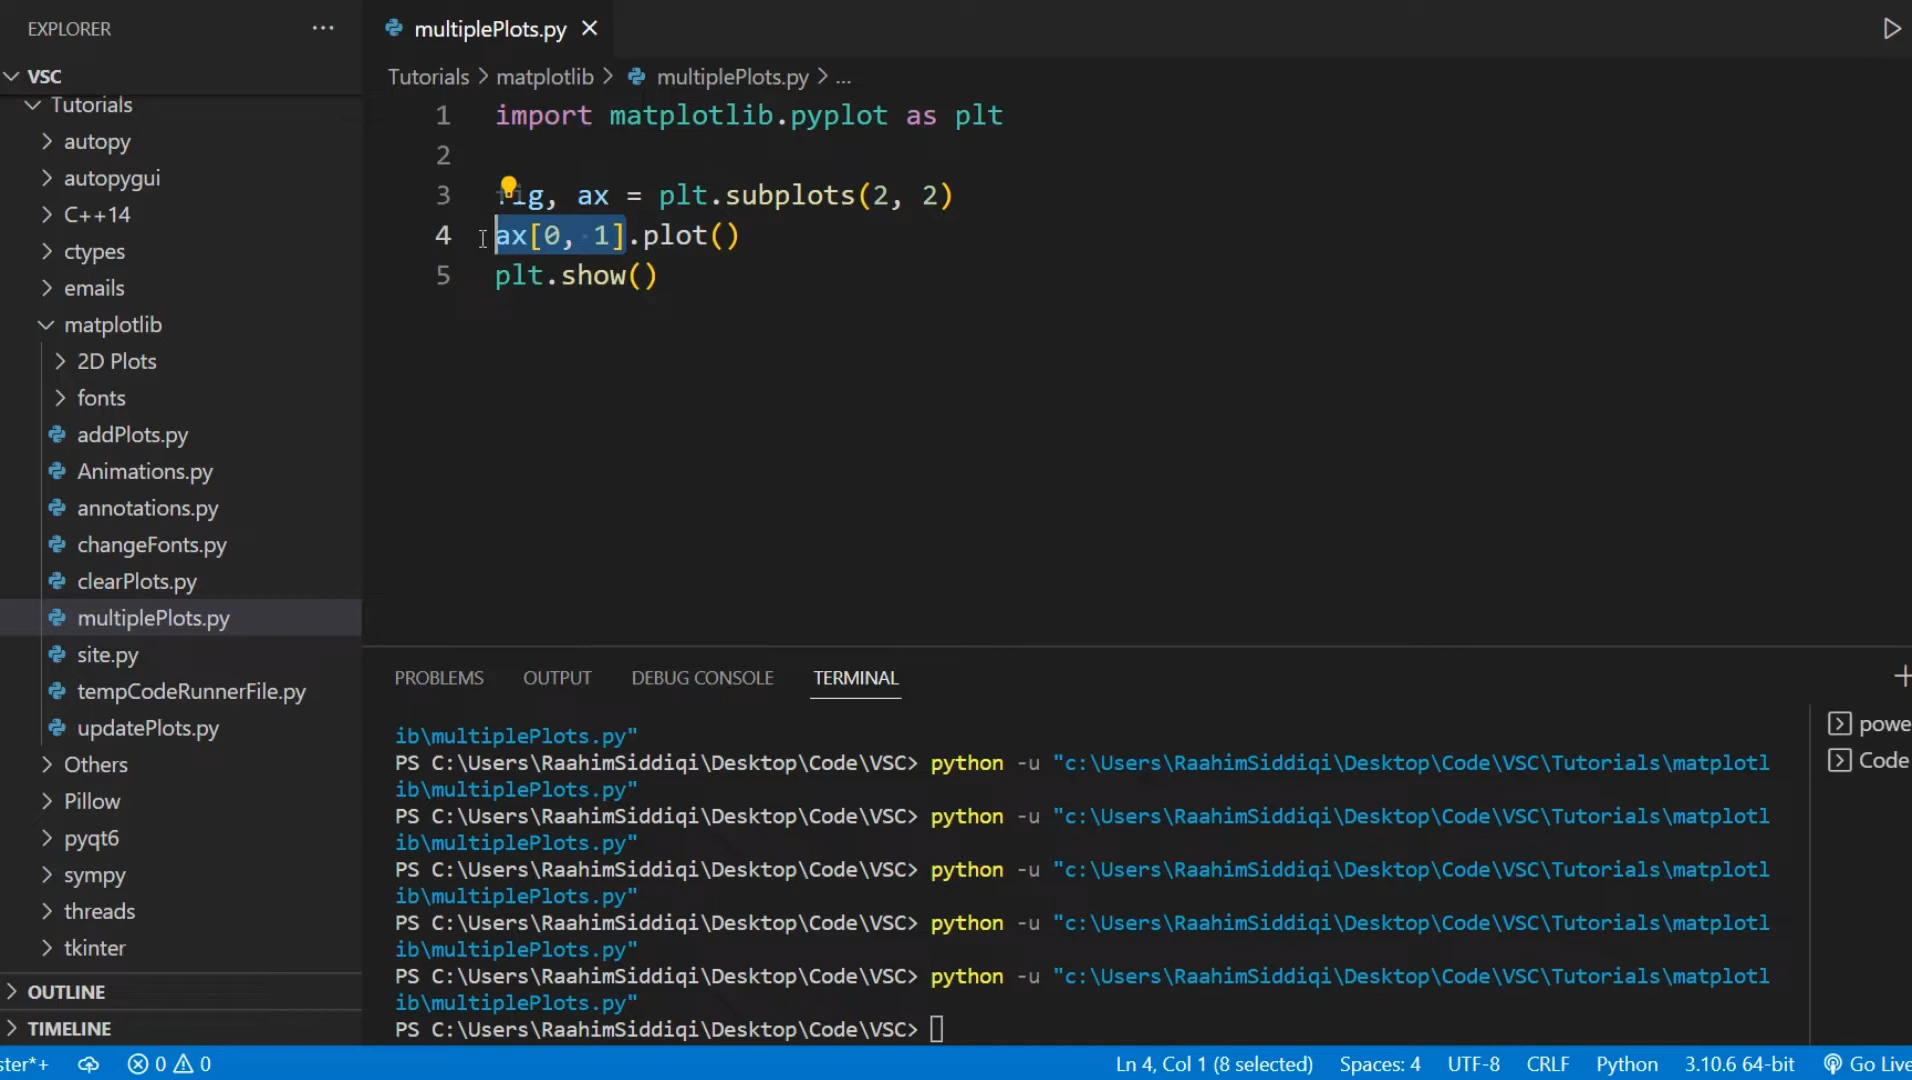 EXPLORER
VSC
Tutorials
autopy
autopygui
C++14
ctypes
emails
matplotlib
2D Plots
fonts
addPlots.py
Animations.py
annotations.py
changeFonts.py
clearPlots.py
multiplePlots.py
site.py
tempCodeRunnerFile.py
updatePlots.py
Others
Pillow
pyqt6
sympy
threads
tkinter
OUTLINE
TIMELINE
multiplePlots.py
Tutorials > matplotlib > multiplePlots.py > ...
1 import matplotlib.pyplot as plt
2
3 fig, ax = plt.subplots(2, 2)
4 ax[0, 1].plot()
5 plt.show()
PROBLEMS OUTPUT DEBUG CONSOLE TERMINAL
ib\multiplePlots.py"
PS C:\Users\RaahimSiddiqi\Desktop\Code\VSC> python -u "c:\Users\RaahimSiddiqi\Desktop\Code\VSC\Tutorials\matplotl
ib\multiplePlots.py"
PS C:\Users\RaahimSiddiqi\Desktop\Code\VSC> python -u "c:\Users\RaahimSiddiqi\Desktop\Code\VSC\Tutorials\matplotl
ib\multiplePlots.py"
PS C:\Users\RaahimSiddiqi\Desktop\Code\VSC> python -u "c:\Users\RaahimSiddiqi\Desktop\Code\VSC\Tutorials\matplotl
ib\multiplePlots.py"
PS C:\Users\RaahimSiddiqi\Desktop\Code\VSC> python -u "c:\Users\RaahimSiddiqi\Desktop\Code\VSC\Tutorials\matplotl
ib\multiplePlots.py"
PS C:\Users\RaahimSiddiqi\Desktop\Code\VSC> python -u "c:\Users\RaahimSiddiqi\Desktop\Code\VSC\Tutorials\matplotl
ib\multiplePlots.py"
PS C:\Users\RaahimSiddiqi\Desktop\Code\VSC>
powe
Code
ster*+ 0 0 Ln 4, Col 1 (8 selected) Spaces: 4 UTF-8 CRLF Python 3.10.6 64-bit Go Live